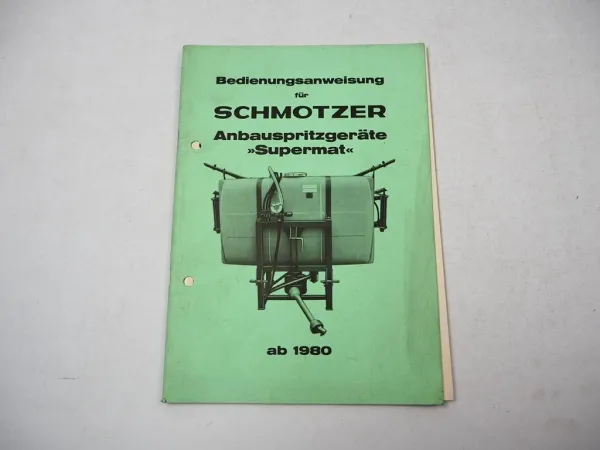 Bedienungsanweisung
für
SCHMOTZER
Anbauspritzgeräte
»Supermat«
ab 1980